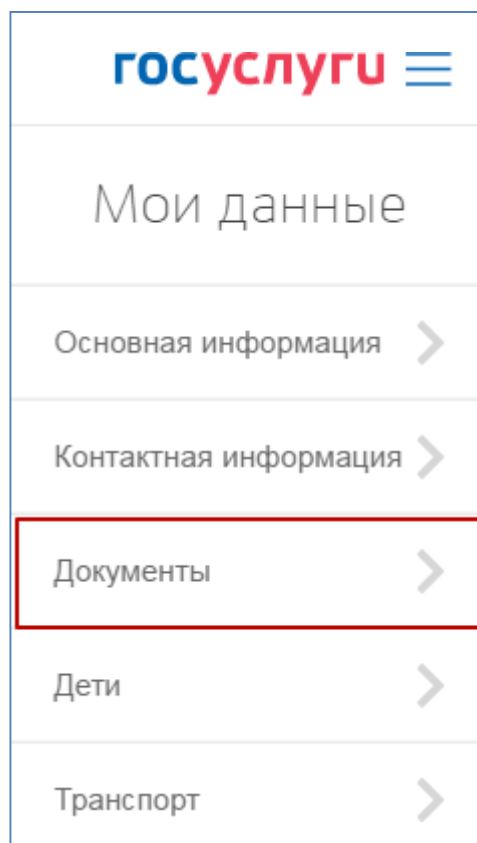 госуслуги
Мои данные
Основная информация
Контактная информация
Документы
Дети
Транспорт